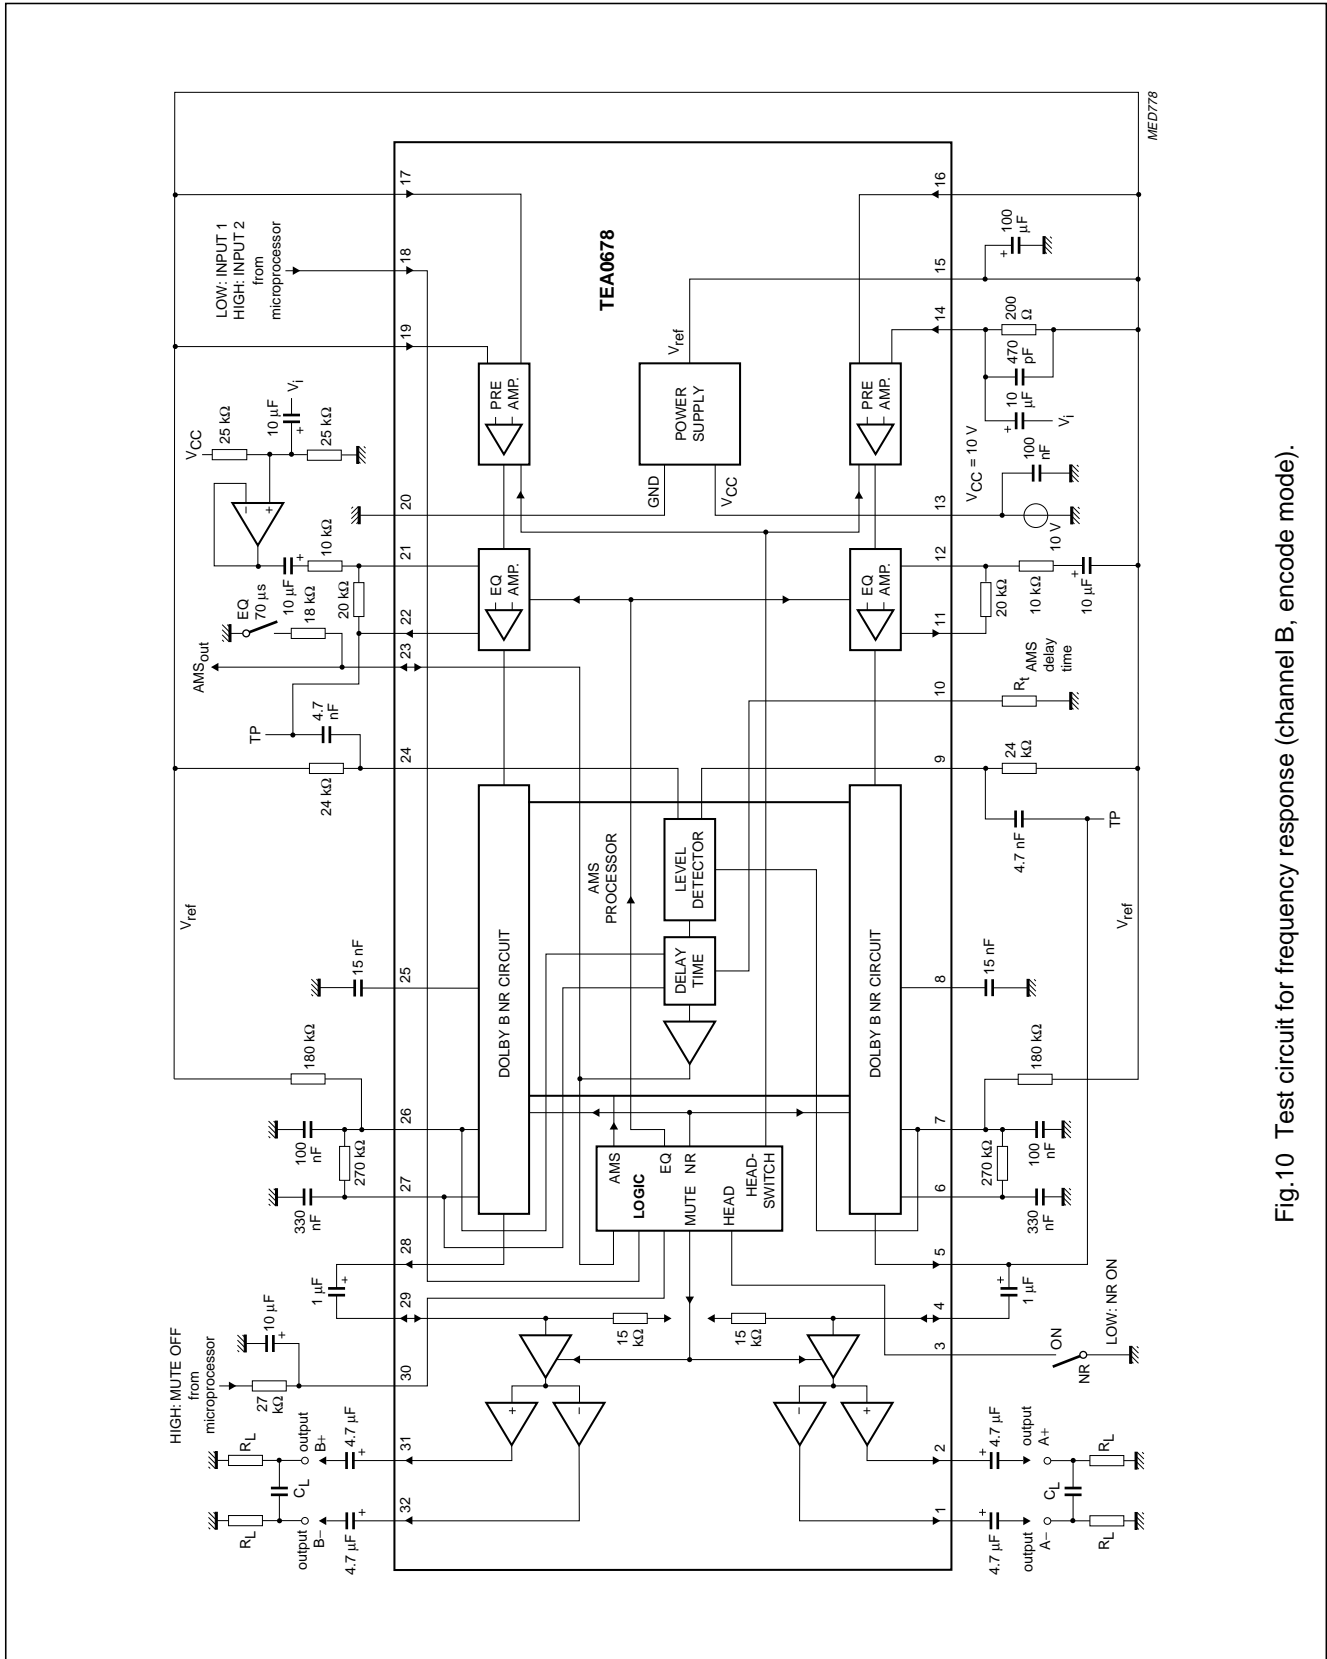 HIGH: MUTE OFF
from
microprocessor
LOW: INPUT 1
HIGH: INPUT 2
from
microprocessor
RL
CL
RL
output
B−
output
B+
4.7 µF
+
4.7 µF
+
27
kΩ
10 µF
+
1 µF
+
330
nF
270 kΩ
100
nF
180 kΩ
15 nF
Vref
24 kΩ
4.7
nF
TP
AMSout
EQ
70 µs
18 kΩ
10 µF
+
20 kΩ
10 kΩ
−
+
VCC
25 kΩ
10 µF
+
Vi
25 kΩ
32
31
30
29
28
27
26
25
24
23
22
21
20
19
18
17
+
−
15
kΩ
15
kΩ
−
+
LOGIC
AMS
EQ
MUTE NR
HEAD
HEAD-
SWITCH
DOLBY B NR CIRCUIT
DELAY
TIME
LEVEL
DETECTOR
AMS
PROCESSOR
DOLBY B NR CIRCUIT
EQ
AMP.
EQ
AMP.
PRE
AMP.
PRE
AMP.
GND
VCC
POWER
SUPPLY
Vref
TEA0678
1
2
3
4
5
6
7
8
9
10
11
12
13
14
15
16
4.7 µF
+
4.7 µF
+
output
A−
output
A+
RL
CL
RL
ON
NR
LOW: NR ON
1 µF
+
330
nF
270 kΩ
100
nF
180 kΩ
15 nF
Vref
4.7 nF
24
kΩ
TP
Rt
AMS
delay
time
20 kΩ
10 kΩ
10 µF
+
10 V
VCC = 10 V
100
nF
10
µF
+
Vi
470
pF
200
Ω
100
µF
+
MED778
Fig.10 Test circuit for frequency response (channel B, encode mode).